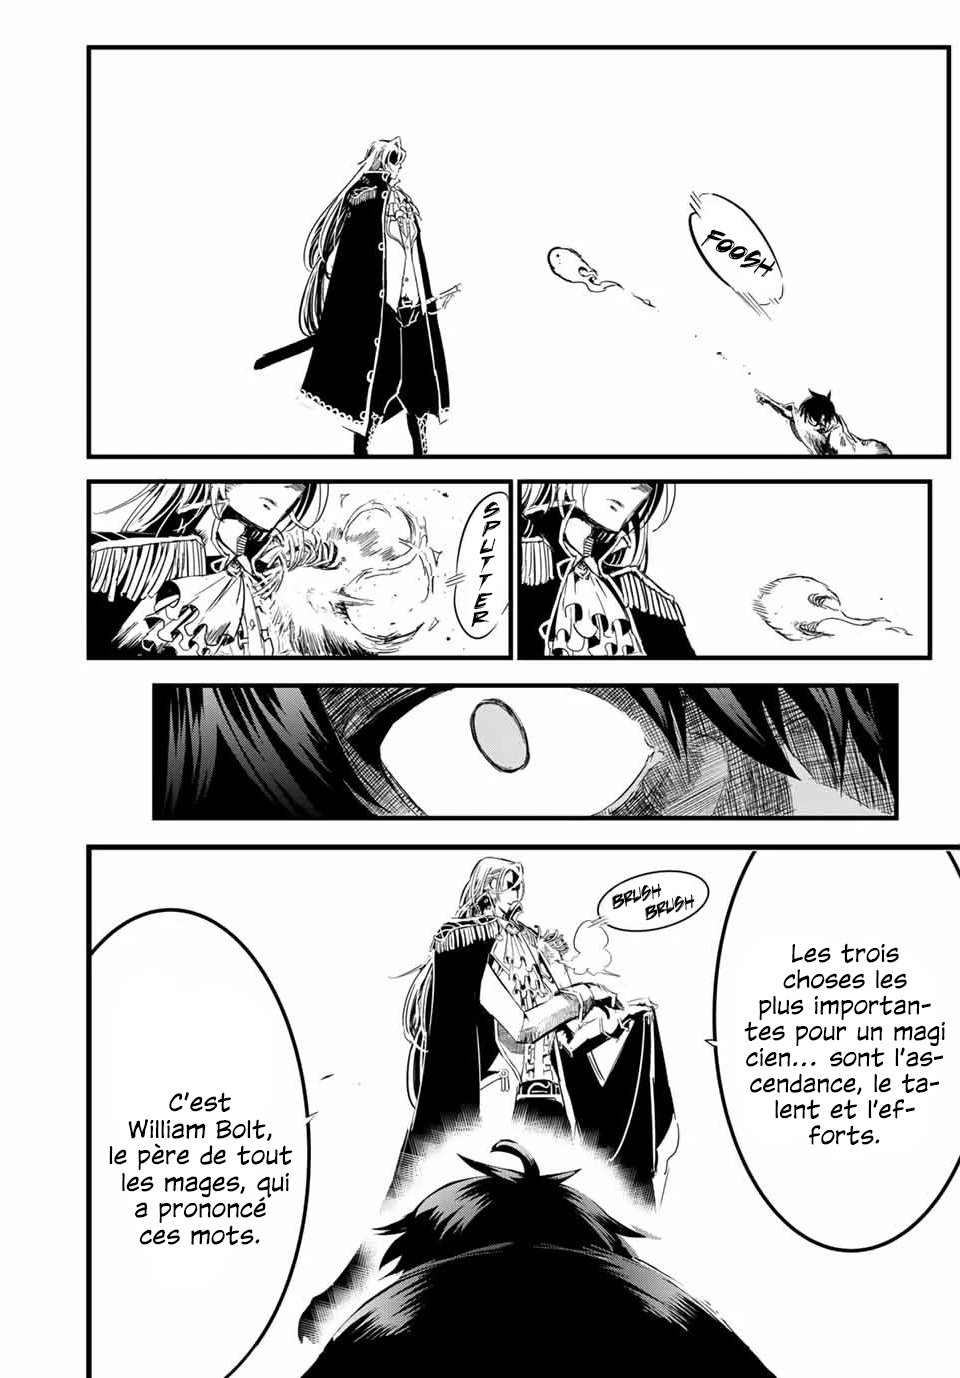 FOOSH
SPUTTER
BRUSH
BRUSH
Les trois
choses les
plus importan-
tes pour un magi
cien... sont l'as-
cendance, le ta-
lent et l'ef-
forts.
C'est
William Bolt,
le père de tout
les mages, qui
a prononcé
ces mots.